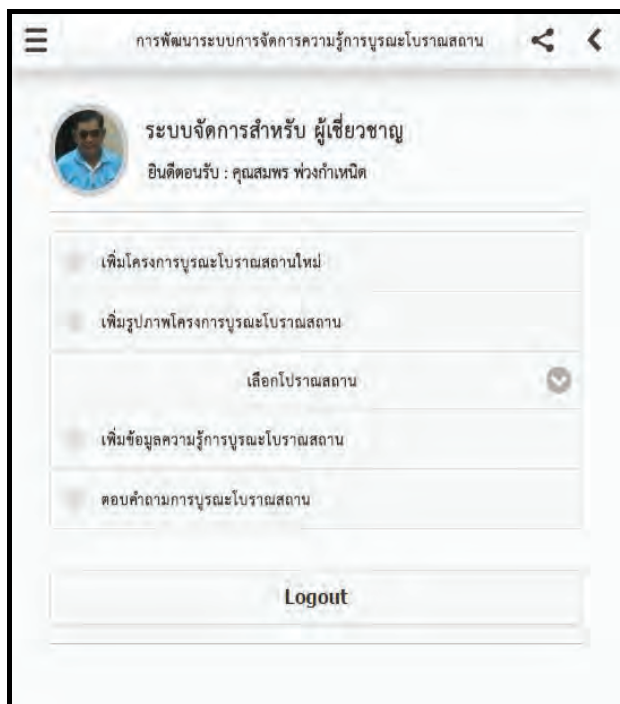 การพัฒนาระบบการจัดการความรู้การบูรณะโบราณสถาน
ระบบจัดการสำหรับ ผู้เชี่ยวชาญ
ยินดีตอนรับ : คุณสมพร พ่วงกำเหนิด
เพิ่มโครงการบูรณะโบราณสถานใหม่
เพิ่มรูปภาพโครงการบูรณะโบราณสถาน
เลือกโปราณสถาน
เพิ่มข้อมูลความรู้การบูรณะโบราณสถาน
ตอบคำถามการบูรณะโบราณสถาน
Logout